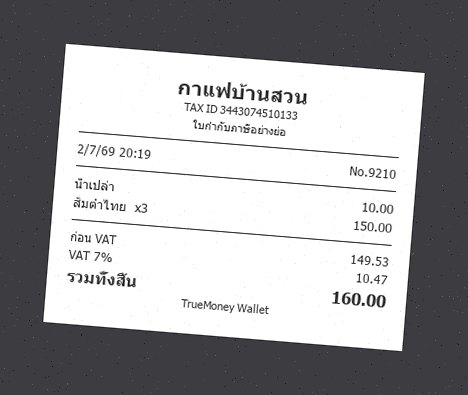 กาแฟบ้านสวน
TAX ID 3443074510133
ใบกำกับภาษีอย่างย่อ
2/7/69 20:19 No.9210
น้ำเปล่า 10.00
ส้มตำไทย x3 150.00
ก่อน VAT 149.53
VAT 7% 10.47
รวมทั้งสิ้น 160.00
TrueMoney Wallet